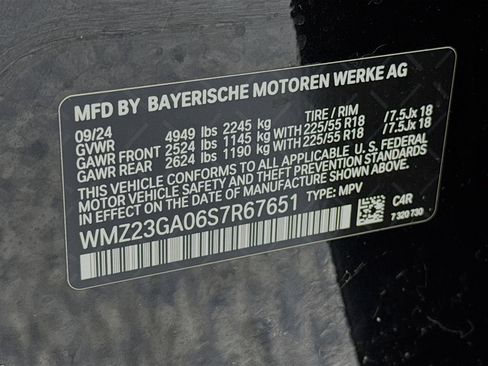 MFD BY BAYERISCHE MOTOREN WERKE AG
09/24 TIRE / RIM
GVWR 4949 lbs 2245 kg
GAWR FRONT 2524 lbs 1145 kg WITH 225/55 R18 / 7.5Jx 18
GAWR REAR 2624 lbs 1190 kg WITH 225/55 R18 / 7.5Jx 18
THIS VEHICLE CONFORMS TO ALL APPLICABLE U. S. FEDERAL
MOTOR VEHICLE SAFETY AND THEFT PREVENTION STANDARDS
IN EFFECT ON THE DATE OF MANUFACTURE SHOWN ABOVE.
WMZ23GA06S7R67651 TYPE: MPV C4R
7 320 730